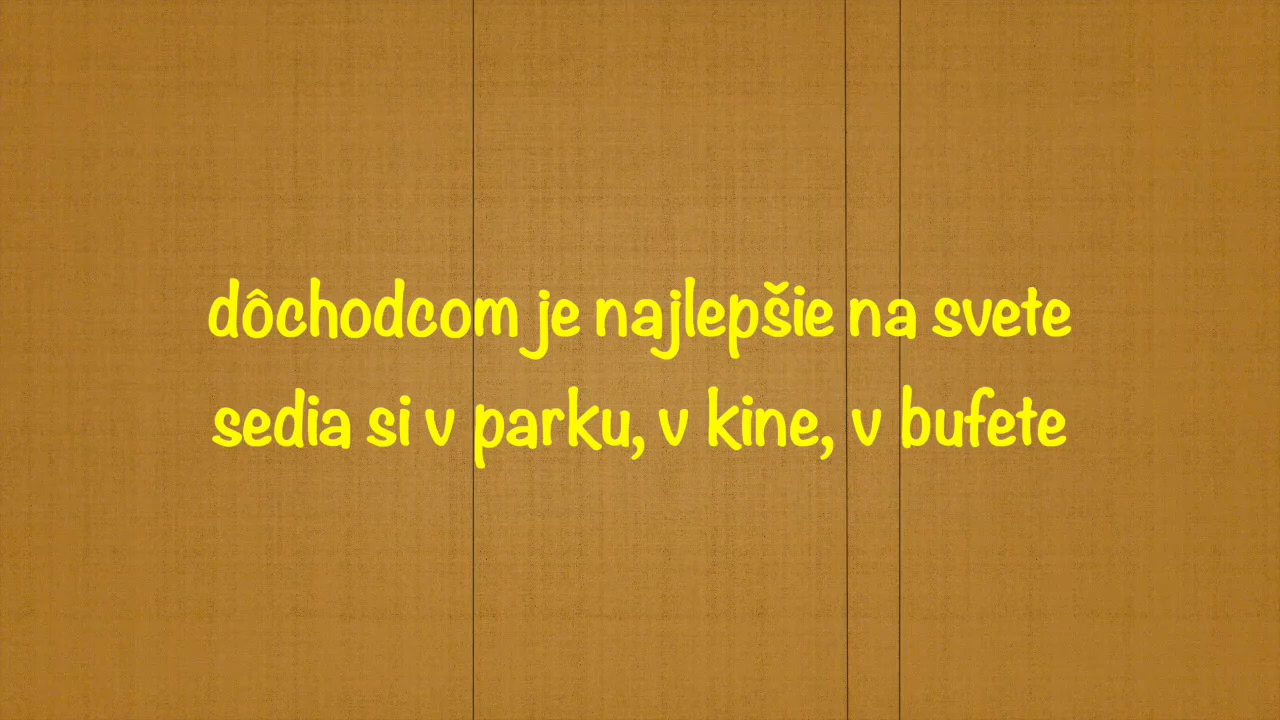 dôchodcom je najlepšie na svete
sedia si v parku, v kine, v bufete